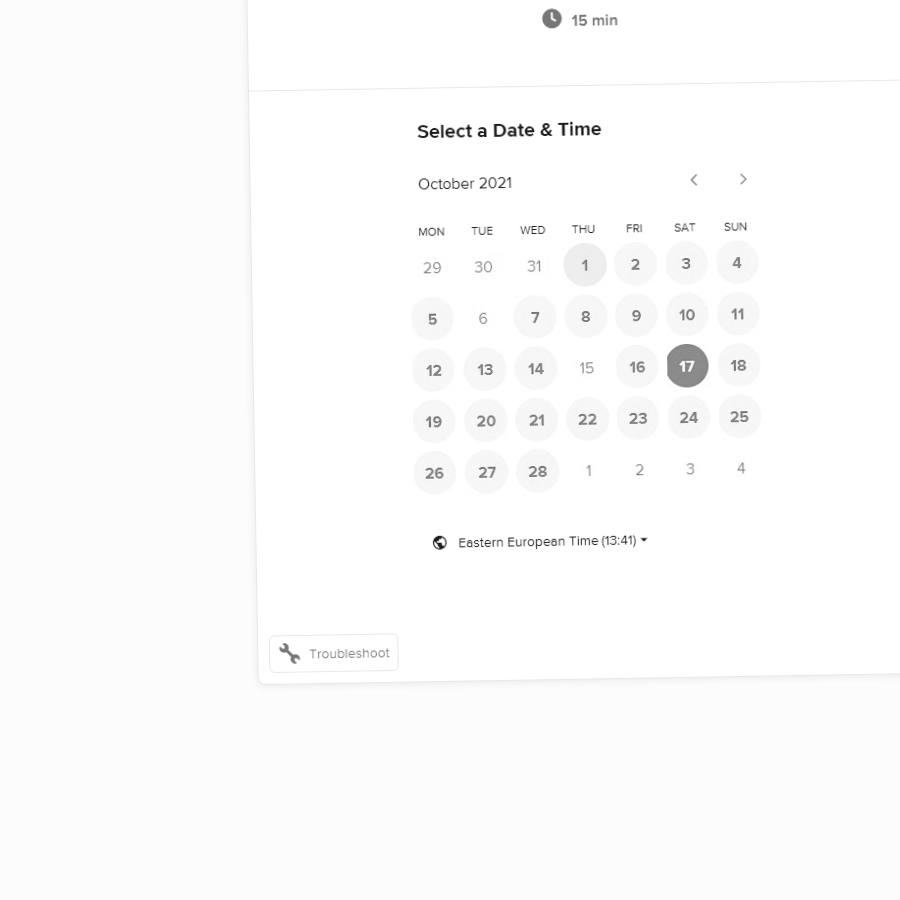 15 min
Select a Date & Time
October 2021
MON TUE WED THU FRI SAT SUN
29 30 31 1 2 3 4
5 6 7 8 9 10 11
12 13 14 15 16 17 18
19 20 21 22 23 24 25
26 27 28 1 2 3 4
Eastern European Time (13:41)
Troubleshoot